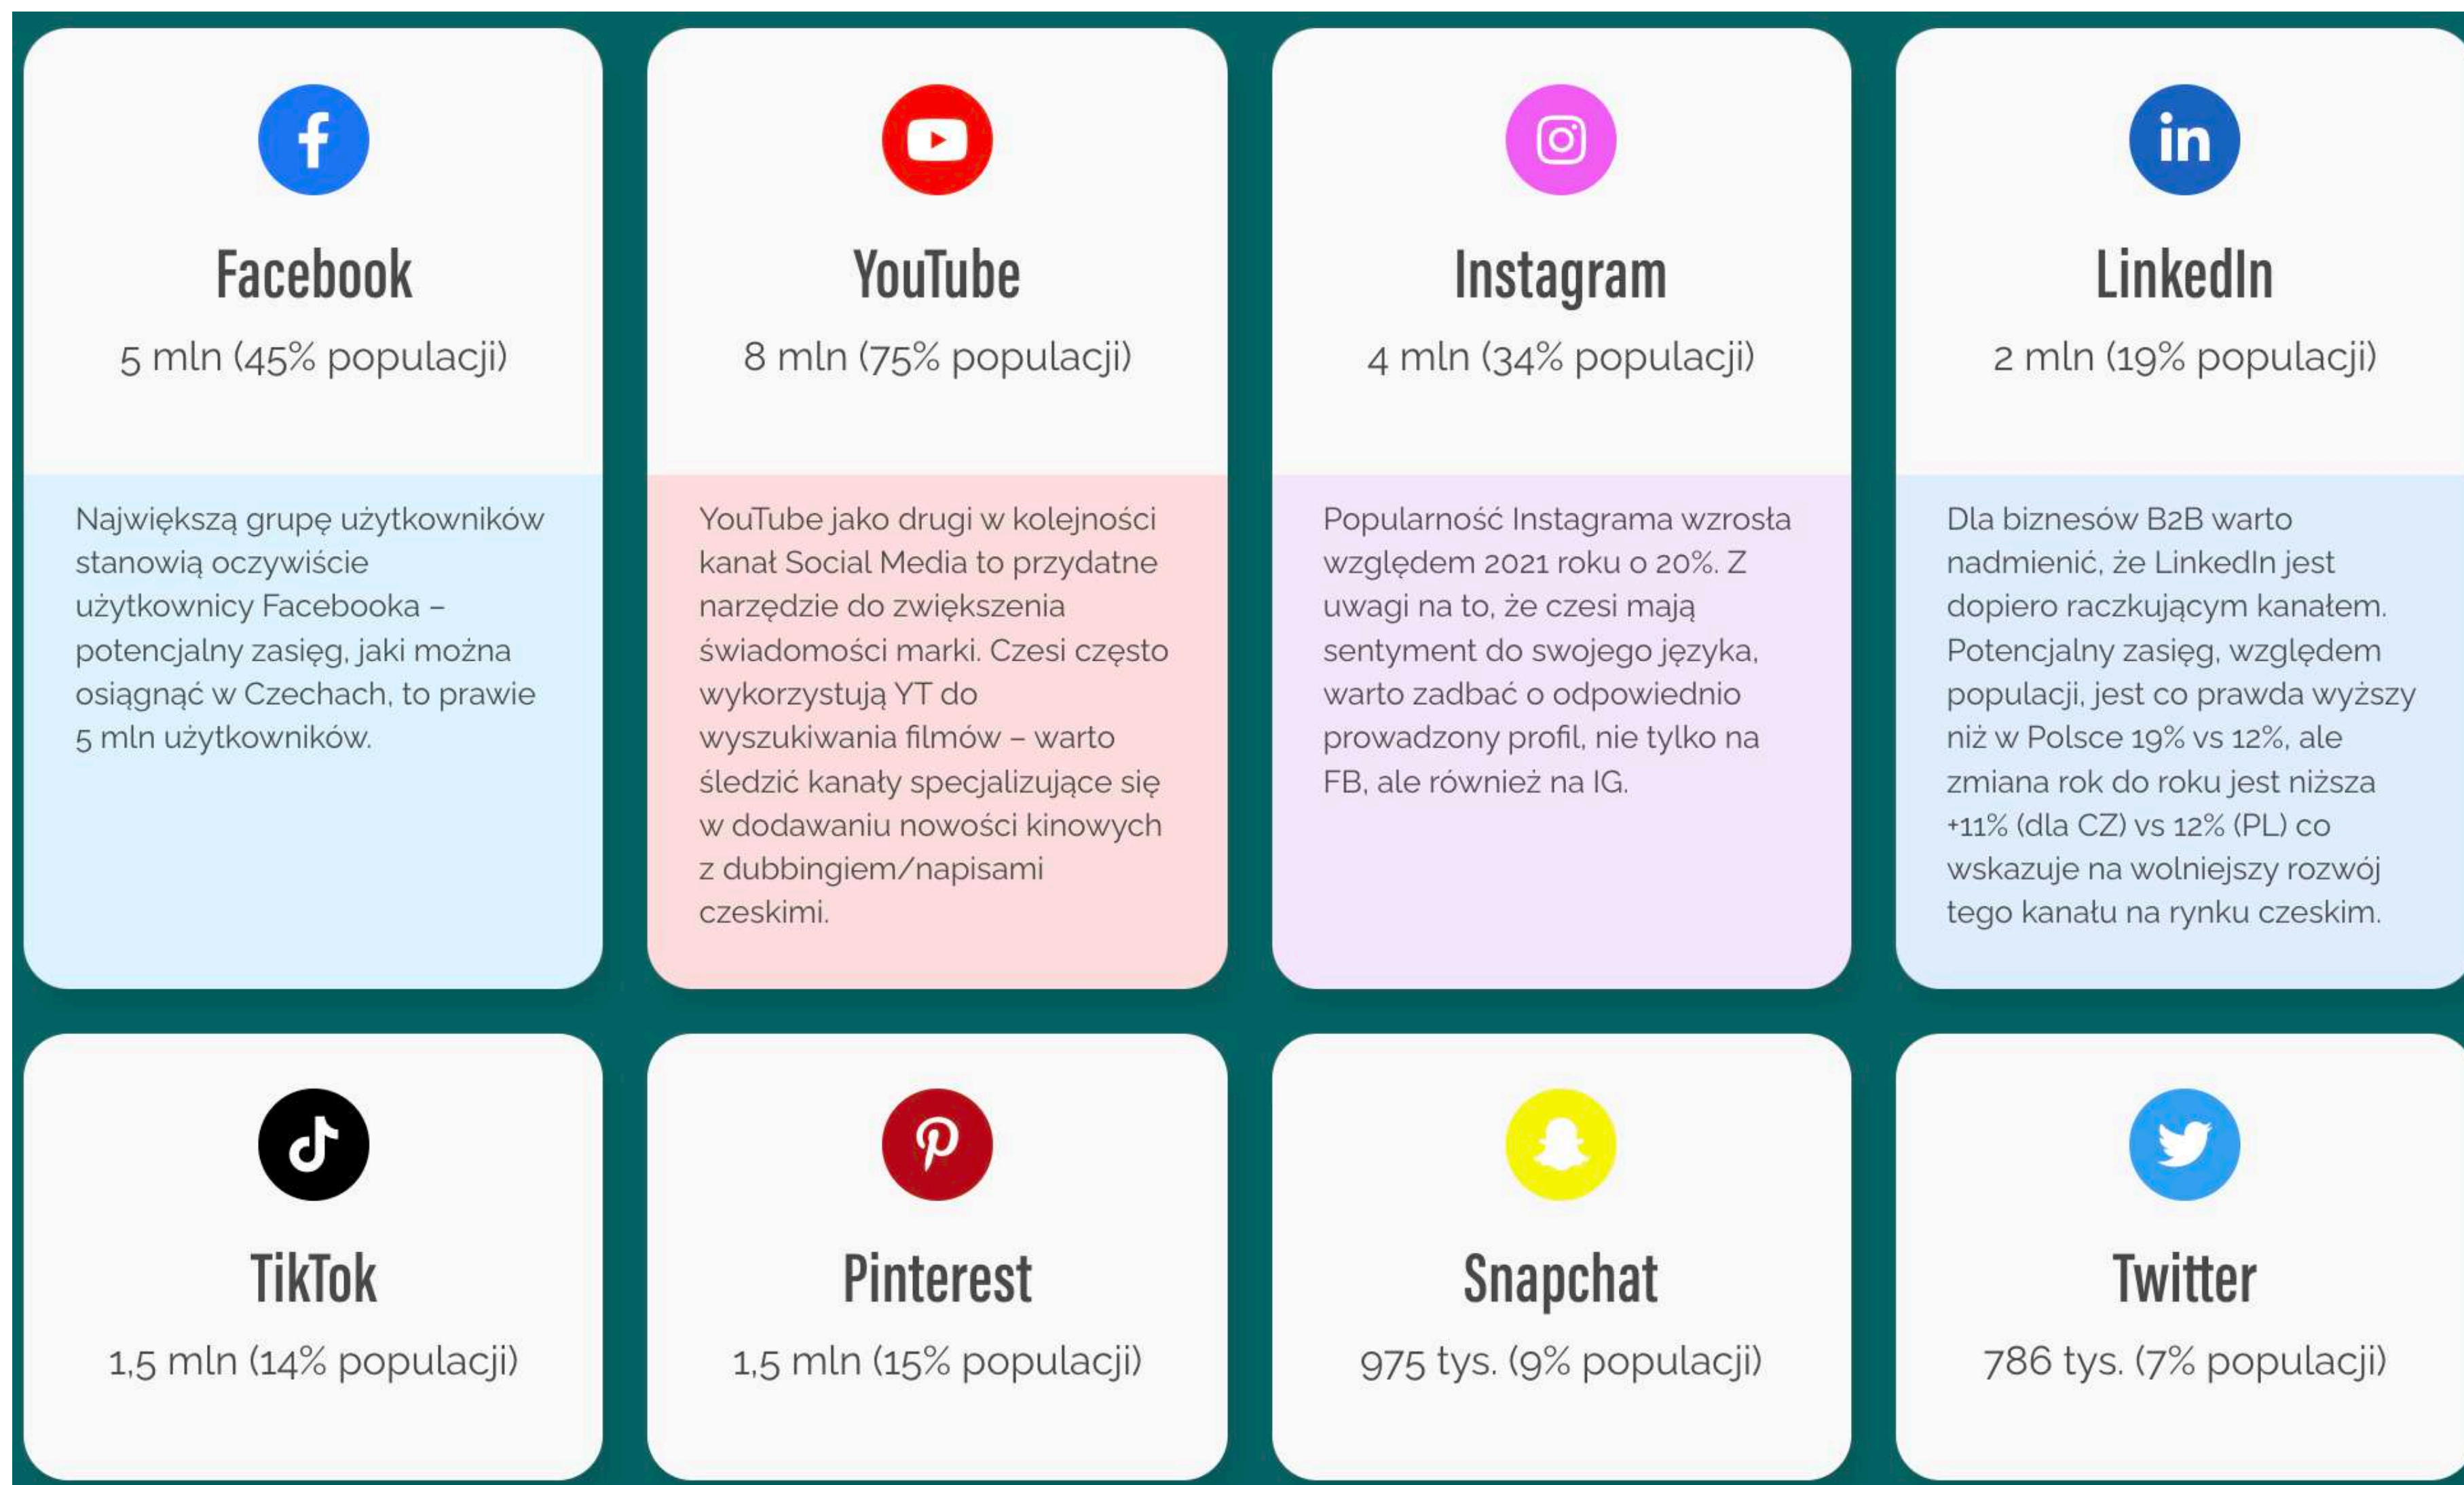 Facebook
5 mln (45% populacji)
Największą grupę użytkowników
stanowią oczywiście
użytkownicy Facebooka –
potencjalny zasięg, jaki można
osiągnąć w Czechach, to prawie
5 mln użytkowników.
YouTube
8 mln (75% populacji)
YouTube jako drugi w kolejności
kanał Social Media to przydatne
narzędzie do zwiększenia
świadomości marki. Czesi często
wykorzystują YT do
wyszukiwania filmów – warto
śledzić kanały specjalizujące się
w dodawaniu nowości kinowych
z dubbingiem/napisami
czeskimi.
Instagram
4 mln (34% populacji)
Popularność Instagrama wzrosła
względem 2021 roku o 20%. Z
uwagi na to, że czesi mają
sentyment do swojego języka,
warto zadbać o odpowiednio
prowadzony profil, nie tylko na
FB, ale również na IG.
in
LinkedIn
2 mln (19% populacji)
Dla biznesów B2B warto
nadmienić, że LinkedIn jest
dopiero raczkującym kanałem.
Potencjalny zasięg, względem
populacji, jest co prawda wyższy
niż w Polsce 19% vs 12%, ale
zmiana rok do roku jest niższa
+11% (dla CZ) vs 12% (PL) co
wskazuje na wolniejszy rozwój
tego kanału na rynku czeskim.
TikTok
1,5 mln (14% populacji)
Pinterest
1,5 mln (15% populacji)
Snapchat
975 tys. (9% populacji)
Twitter
786 tys. (7% populacji)